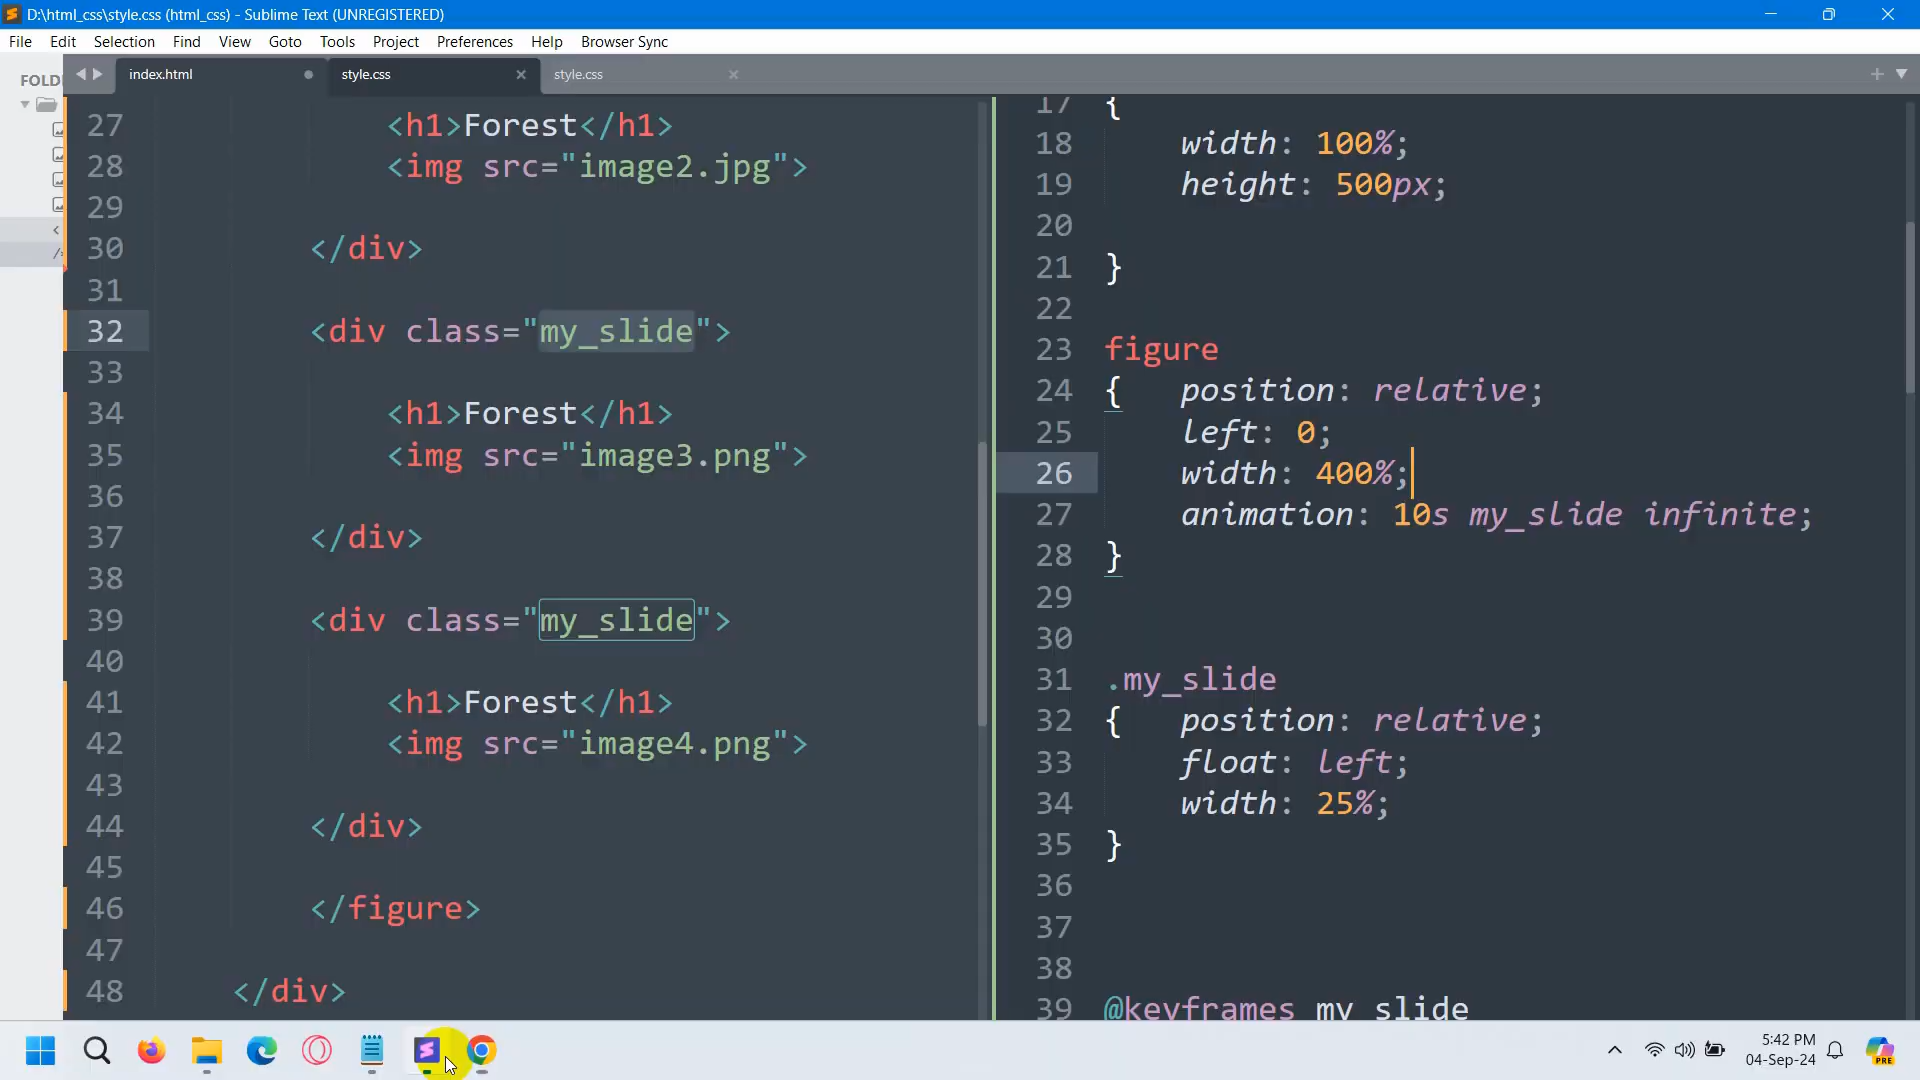 D:\html_css\style.css (html_css) - Sublime Text (UNREGISTERED)
File Edit Selection Find View Goto Tools Project Preferences Help Browser Sync
FOLD
index.html
style.css
style.css
27 <h1>Forest</h1>
28 <img src="image2.jpg">
29
30 </div>
31
32 <div class="my_slide">
33
34 <h1>Forest</h1>
35 <img src="image3.png">
36
37 </div>
38
39 <div class="my_slide">
40
41 <h1>Forest</h1>
42 <img src="image4.png">
43
44 </div>
45
46 </figure>
47
48 </div>
17 {
18 width: 100%;
19 height: 500px;
20
21 }
22
23 figure
24 { position: relative;
25 left: 0;
26 width: 400%;
27 animation: 10s my_slide infinite;
28 }
29
30
31 .my_slide
32 { position: relative;
33 float: left;
34 width: 25%;
35 }
36
37
38
39 @keyframes my_slide
5:42 PM
04-Sep-24
PRE